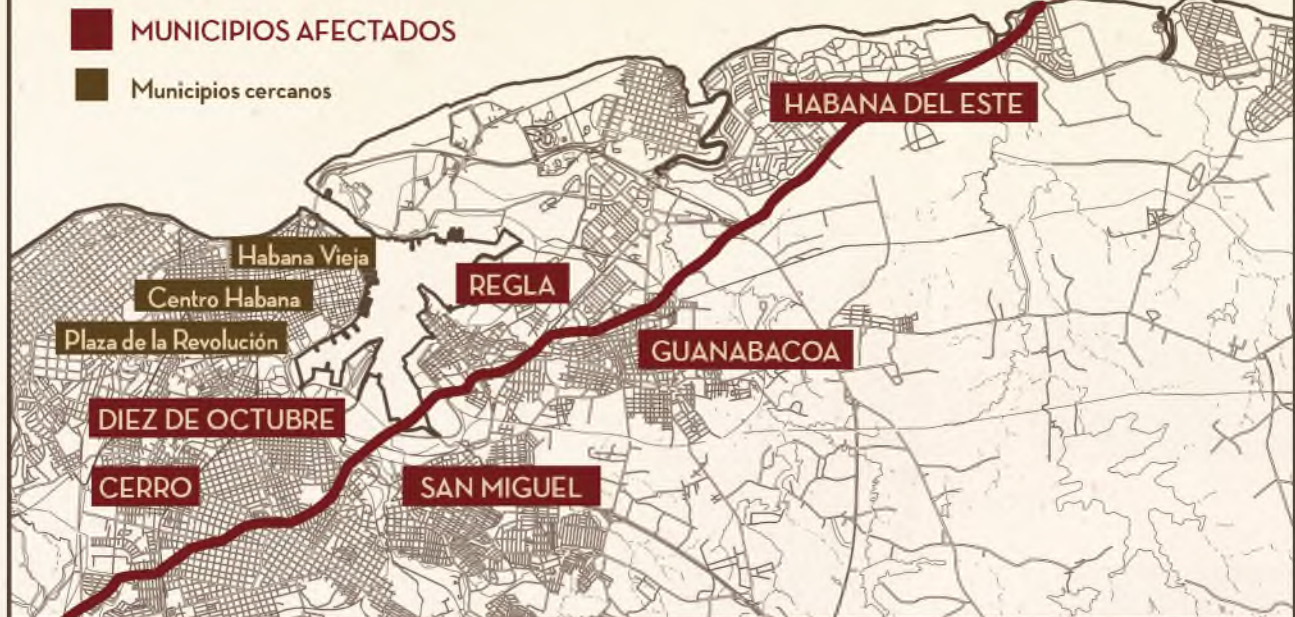 MUNICIPIOS AFECTADOS
Municipios cercanos
HABANA DEL ESTE
Habana Vieja
REGLA
Centro Habana
Plaza de la Revolución
GUANABACOA
DIEZ DE OCTUBRE
CERRO
SAN MIGUEL